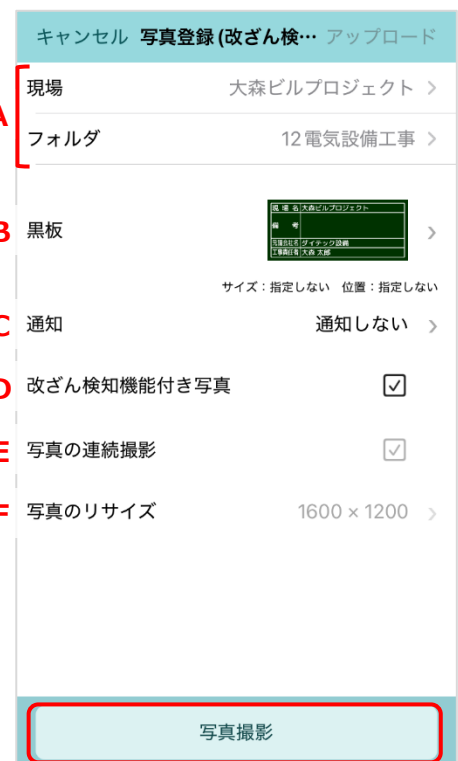 キャンセル 写真登録(改ざん検… アップロード
A
現場 大森ビルプロジェクト >
フォルダ 12電気設備工事 >
B 黒板 >
現場名 大森ビルプロジェクト
備考
ダイテック設備
工事責任者 大森 太郎
サイズ：指定しない 位置：指定しない
C 通知 通知しない >
D 改ざん検知機能付き写真
E 写真の連続撮影
F 写真のリサイズ 1600 × 1200 >
写真撮影